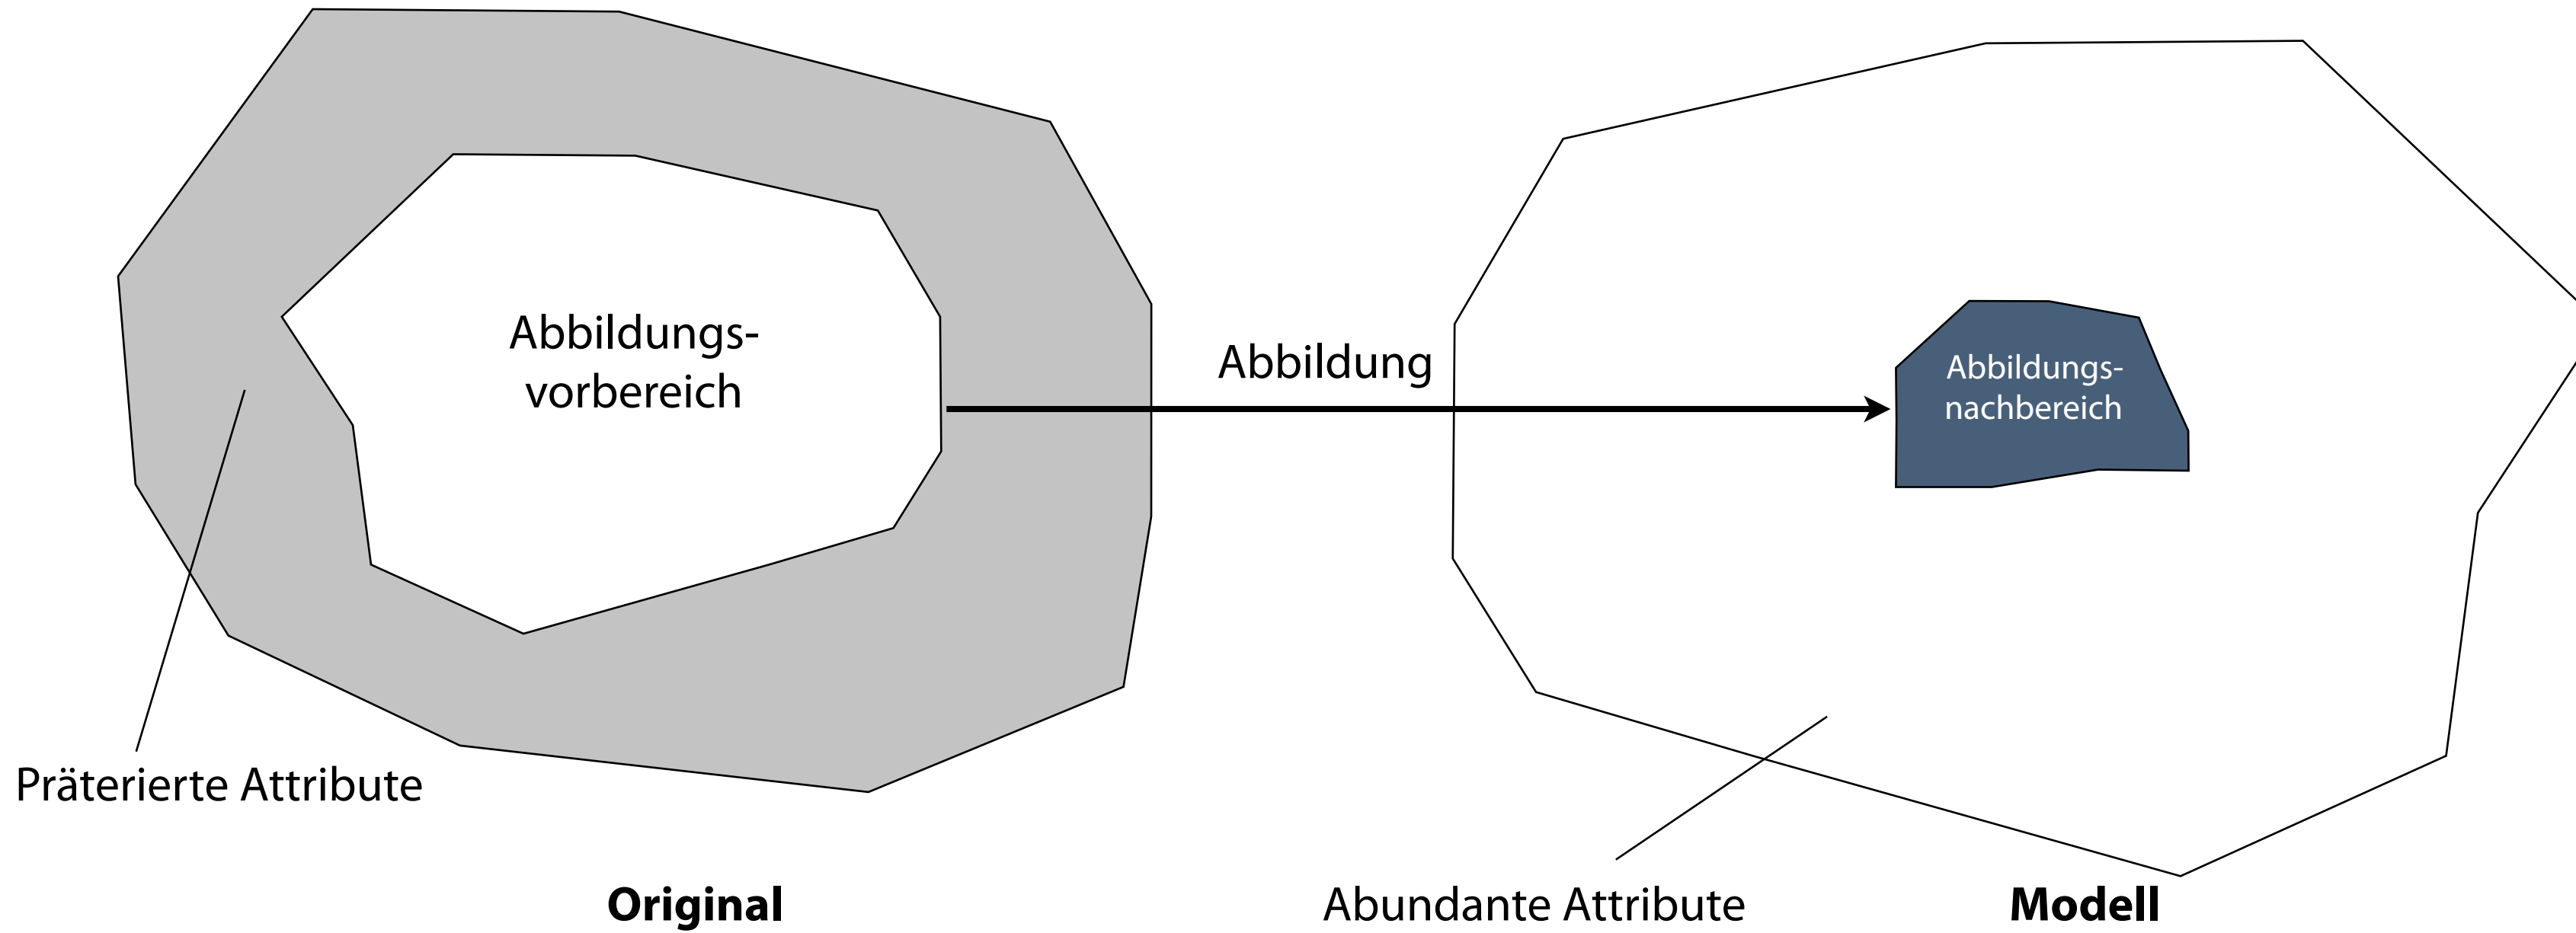 Abbildungs-
vorbereich
Abbildung
Abbildungs-
nachbereich
Präterierte Attribute
Original
Abundante Attribute
Modell